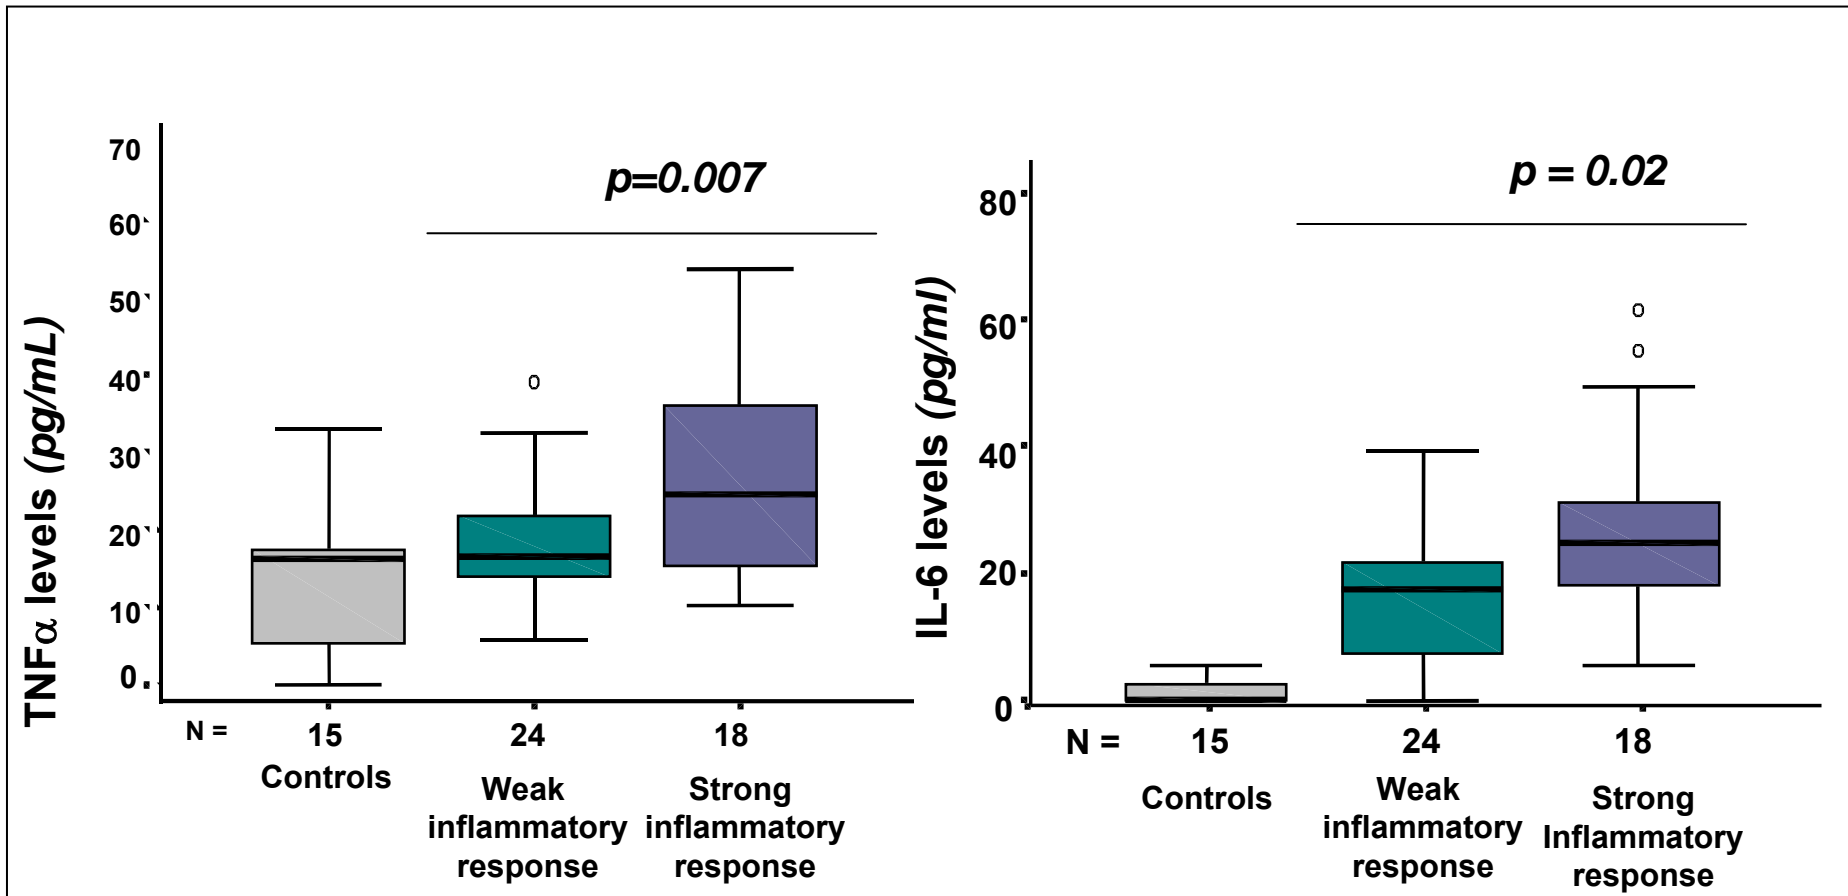 p=0.007
70
60
50
40
30
20
10
0
TNFα levels (pg/mL)
N =
15
24
18
Controls
Weak
inflammatory
response
Strong
inflammatory
response
p = 0.02
80
60
40
20
0
IL-6 levels (pg/ml)
N =
15
24
18
Controls
Weak
inflammatory
response
Strong
Inflammatory
response